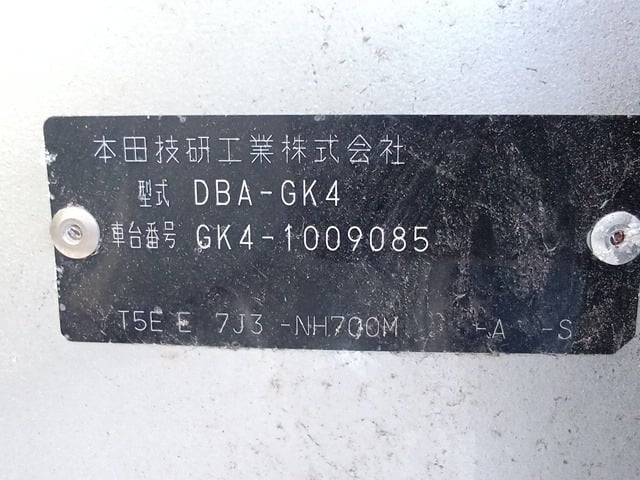 本田技研工業株式会社
型式 DBA-GK4
車台番号 GK4-1009085
T5E E 7J3 -NH700M -A -S